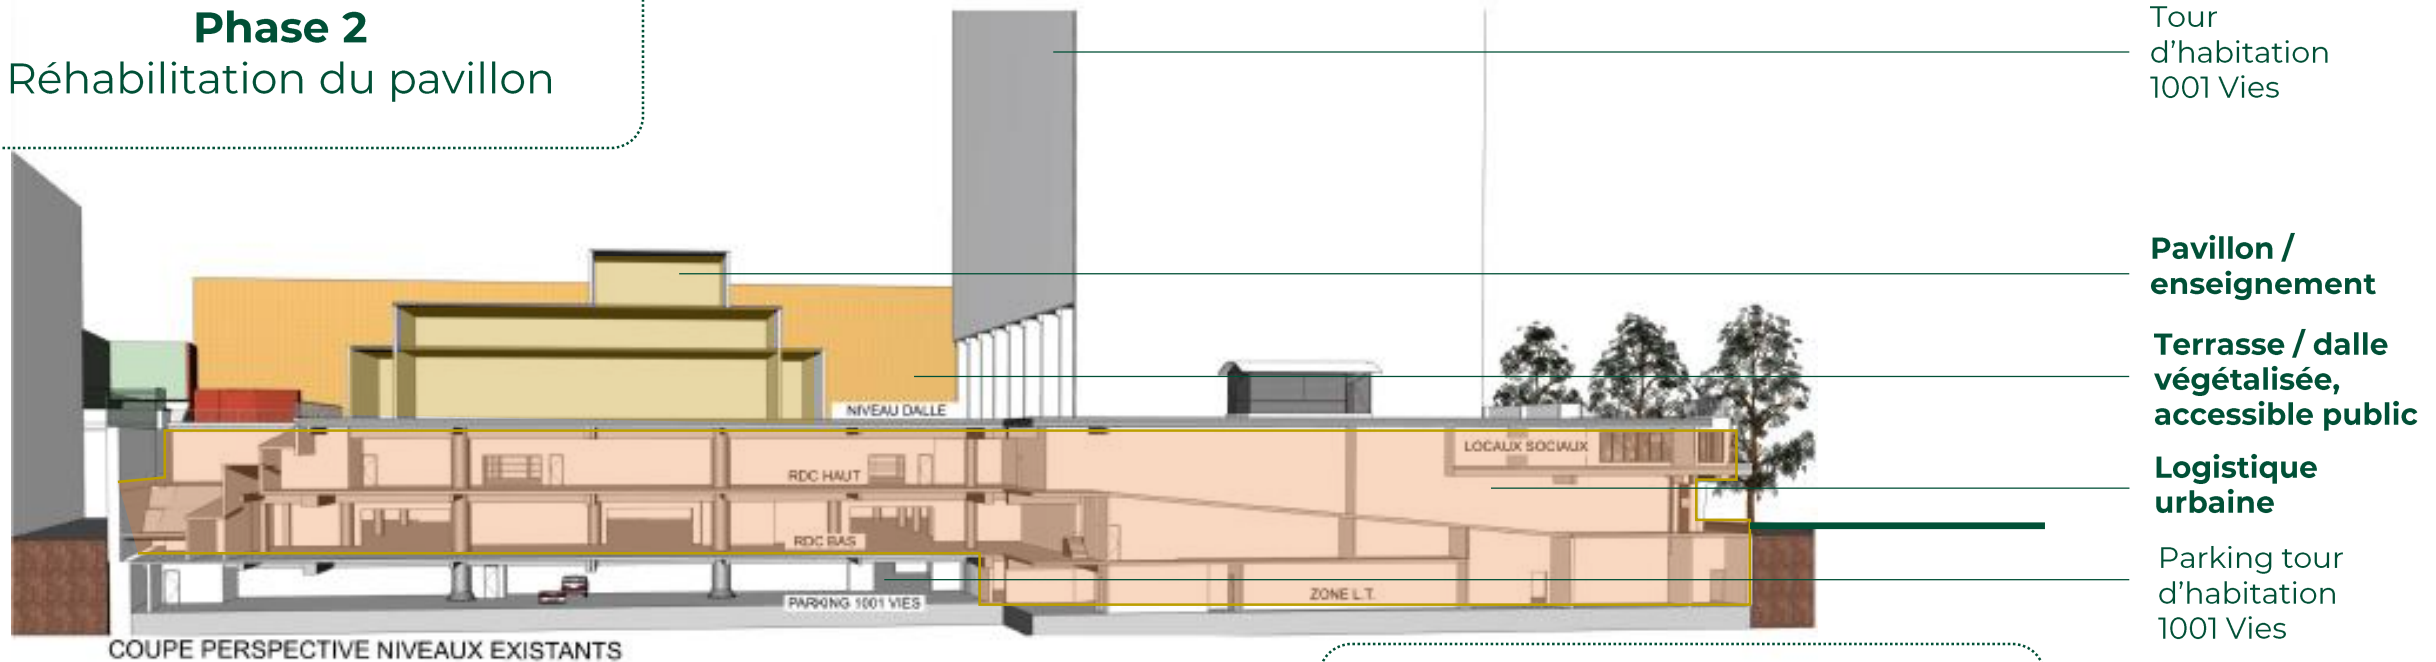 Phase 2
Réhabilitation du pavillon
Tour
d'habitation
1001 Vies
Pavillon /
enseignement
Terrasse / dalle
végétalisée,
accessible public
Logistique
urbaine
Parking tour
d'habitation
1001 Vies
NIVEAU DALLE
LOCAUX SOCIAUX
RDC HAUT
RDC BAS
ZONE L.T.
PARKING 1001 VIES
COUPE PERSPECTIVE NIVEAUX EXISTANTS